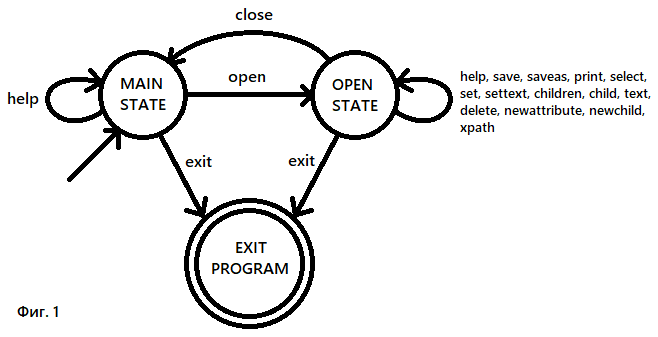 close
MAIN
STATE
open
OPEN
STATE
help
help, save, saveas, print, select,
set, settext, children, child, text,
delete, newattribute, newchild,
xpath
exit
exit
EXIT
PROGRAM
Фиг. 1